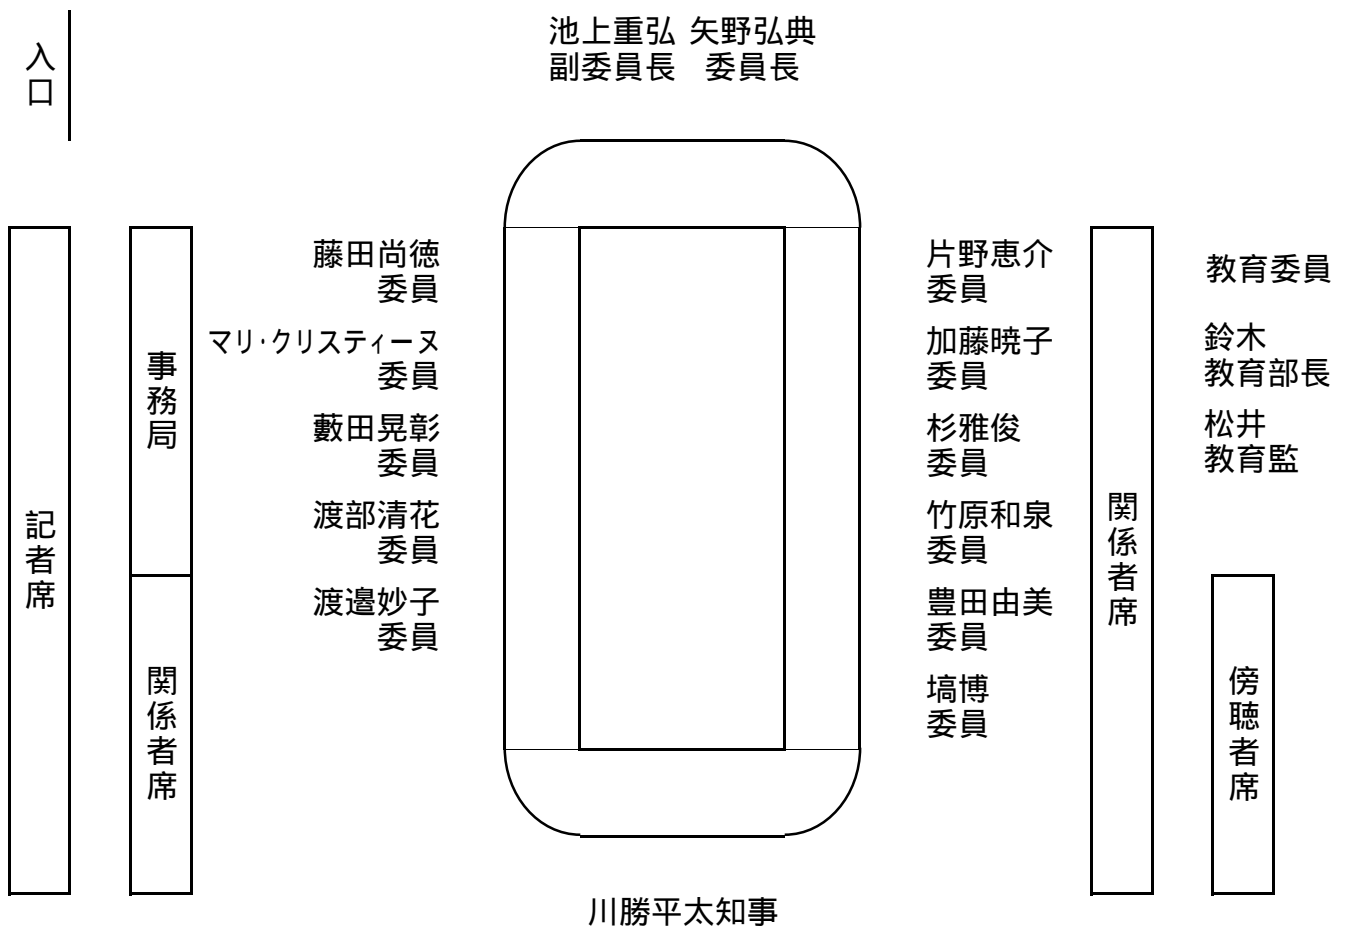 入口
池上重弘 矢野弘典
副委員長 委員長
記者席
事務局
関係者席
藤田尚徳
委員
マリ・クリスティーヌ
委員
藪田晃彰
委員
渡部清花
委員
渡邉妙子
委員
片野恵介
委員
加藤暁子
委員
杉雅俊
委員
竹原和泉
委員
豊田由美
委員
塙博
委員
関係者席
教育委員
鈴木
教育部長
松井
教育監
傍聴者席
川勝平太知事